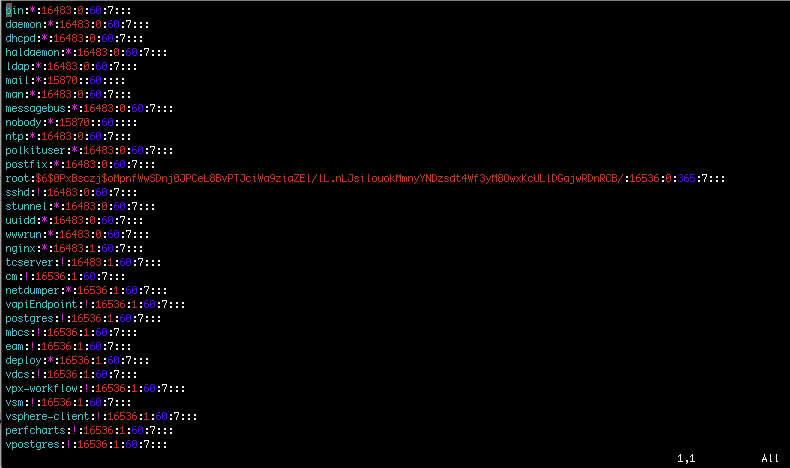 bin:*:16483:0:60:7:::
daemon:*:16483:0:60:7:::
dhcpd:*:16483:0:60:7:::
haldaemon:*:16483:0:60:7:::
ldap:*:16483:0:60:7:::
mail:*:15870::60::::
man:*:16483:0:60:7:::
messagebus:*:16483:0:60:7:::
nobody:*:15870::60::::
ntp:*:16483:0:60:7:::
polkituser:*:16483:0:60:7:::
postfix:*:16483:0:60:7:::
:16536:0:365:7:::
sshd:!:16483:0:60:7:::
stunnel:*:16483:0:60:7:::
uuidd:*:16483:0:60:7:::
wwwrun:*:16483:0:60:7:::
nginx:*:16483:1:60:7:::
tcserver:!:16483:1:60:7:::
cm:!:16536:1:60:7:::
netdumper:*:16536:1:60:7:::
vapiEndpoint:!:16536:1:60:7:::
postgres:!:16536:1:60:7:::
mbcs:!:16536:1:60:7:::
eam:!:16536:1:60:7:::
deploy:*:16536:1:60:7:::
vdcs:!:16536:1:60:7:::
vpx-workflow:!:16536:1:60:7:::
vsm:!:16536:1:60:7:::
vsphere-client:!:16536:1:60:7:::
perfcharts:!:16536:1:60:7:::
vpostgres:!:16536:1:60:7:::
1,1 All